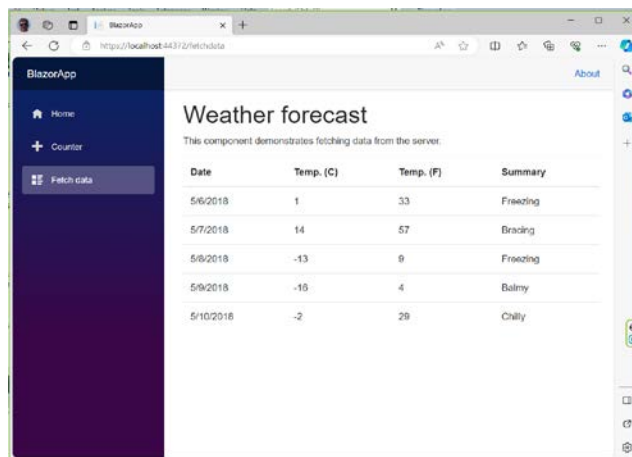 BlazorApp
https://localhost:44372/fetchdata
BlazorApp
About
Home
Counter
Fetch data
Weather forecast
This component demonstrates fetching data from the server.
Date Temp. (C) Temp. (F) Summary
5/6/2018 1 33 Freezing
5/7/2018 14 57 Bracing
5/8/2018 -13 9 Freezing
5/9/2018 -16 4 Balmy
5/10/2018 -2 29 Chilly